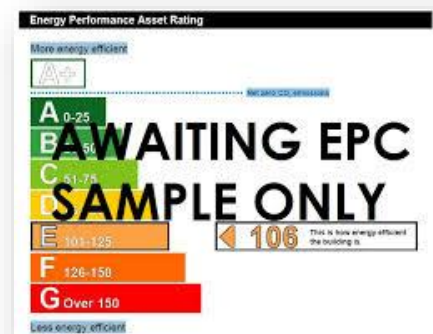 Energy Performance Asset Rating
More energy efficient
A+
Net zero CO₂ emissions
A 0-25
AWAITING EPC
B 50
C 51-75
SAMPLE ONLY
D
E 101-125
106 This is how energy efficient
the building is.
F 126-150
G Over 150
Less energy efficient